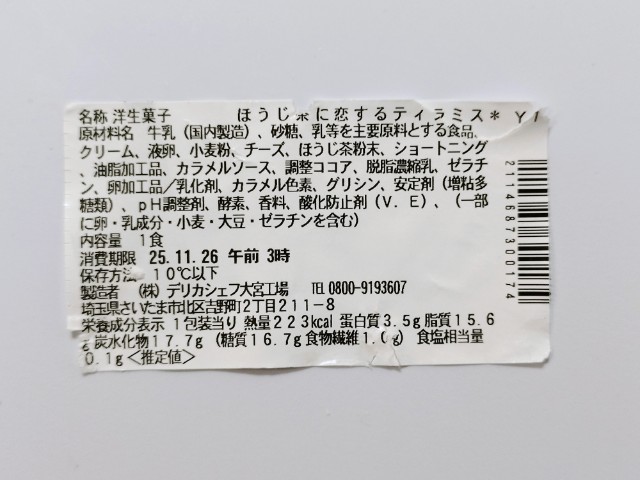 名称 洋生菓子 ほうじ茶に恋するティラミス* Y7
原材料名 牛乳（国内製造）、砂糖、乳等を主要原料とする食品、
クリーム、液卵、小麦粉、チーズ、ほうじ茶粉末、ショートニング
、油脂加工品、カラメルソース、調整ココア、脱脂濃縮乳、ゼラチ
ン、卵加工品／乳化剤、カラメル色素、グリシン、安定剤（増粘多
糖類）、ｐＨ調整剤、酵素、香料、酸化防止剤（Ｖ．Ｅ）、（一部
に卵・乳成分・小麦・大豆・ゼラチンを含む）
内容量 1食
消費期限 25.11.26 午前 3時
保存方法 10℃以下
製造者 （株）デリカシェフ大宮工場 TEL 0800-9193607
埼玉県さいたま市北区吉野町2丁目211-8
栄養成分表示 1包装当り 熱量223kcal 蛋白質3.5g 脂質15.6
g 炭水化物17.7g （糖質16.7g 食物繊維1.0g） 食塩相当量
0.1g＜推定値＞
2114687300174